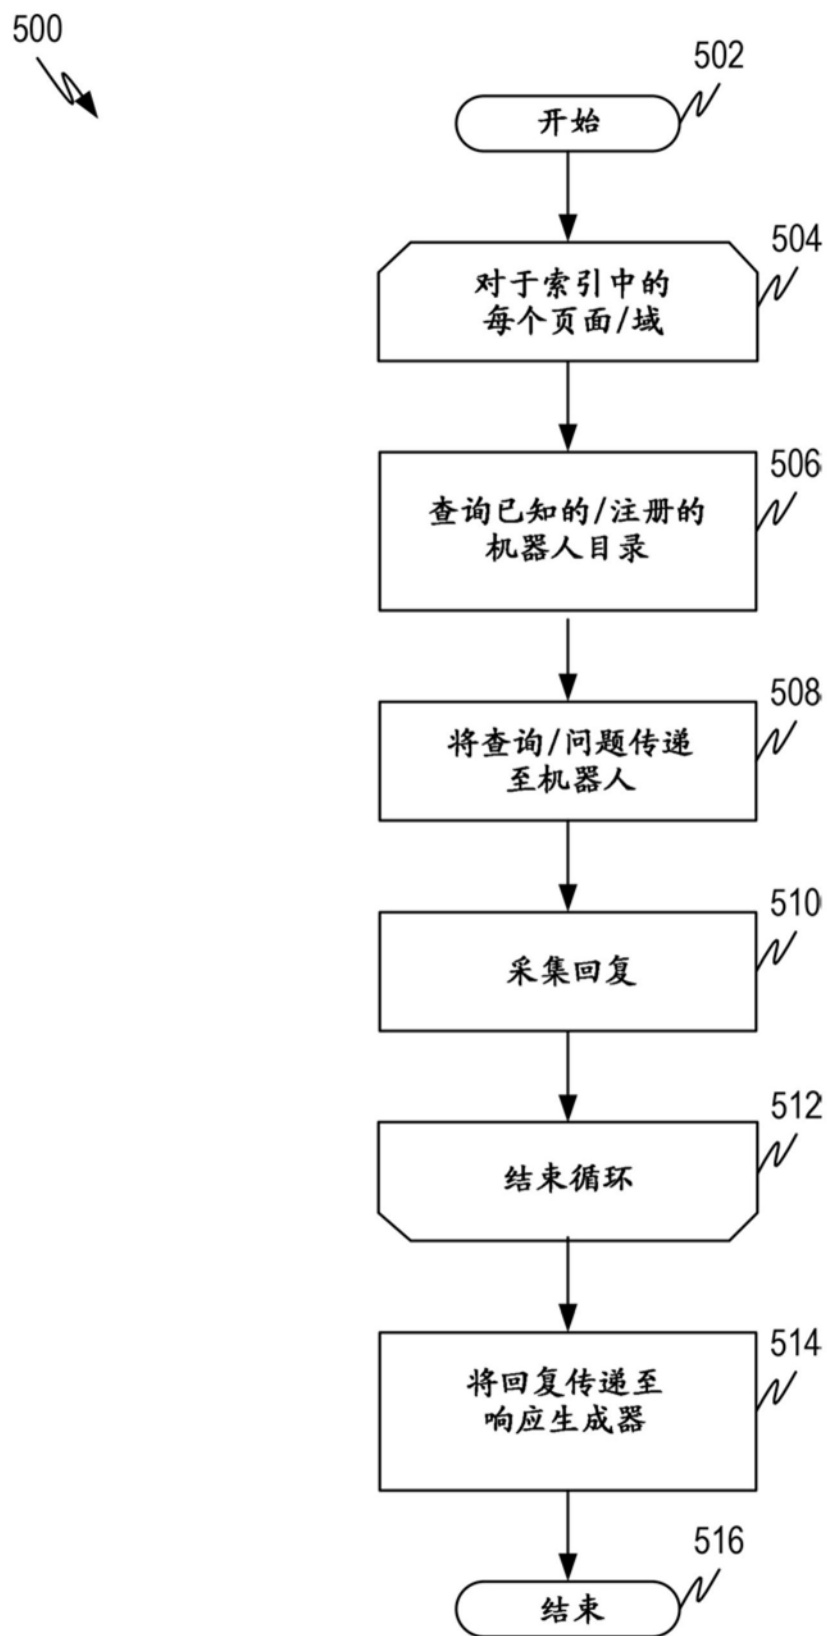 500
502
开始
504
对于索引中的
每个页面/域
506
查询已知的/注册的
机器人目录
508
将查询/问题传递
至机器人
510
采集回复
512
结束循环
514
将回复传递至
响应生成器
516
结束